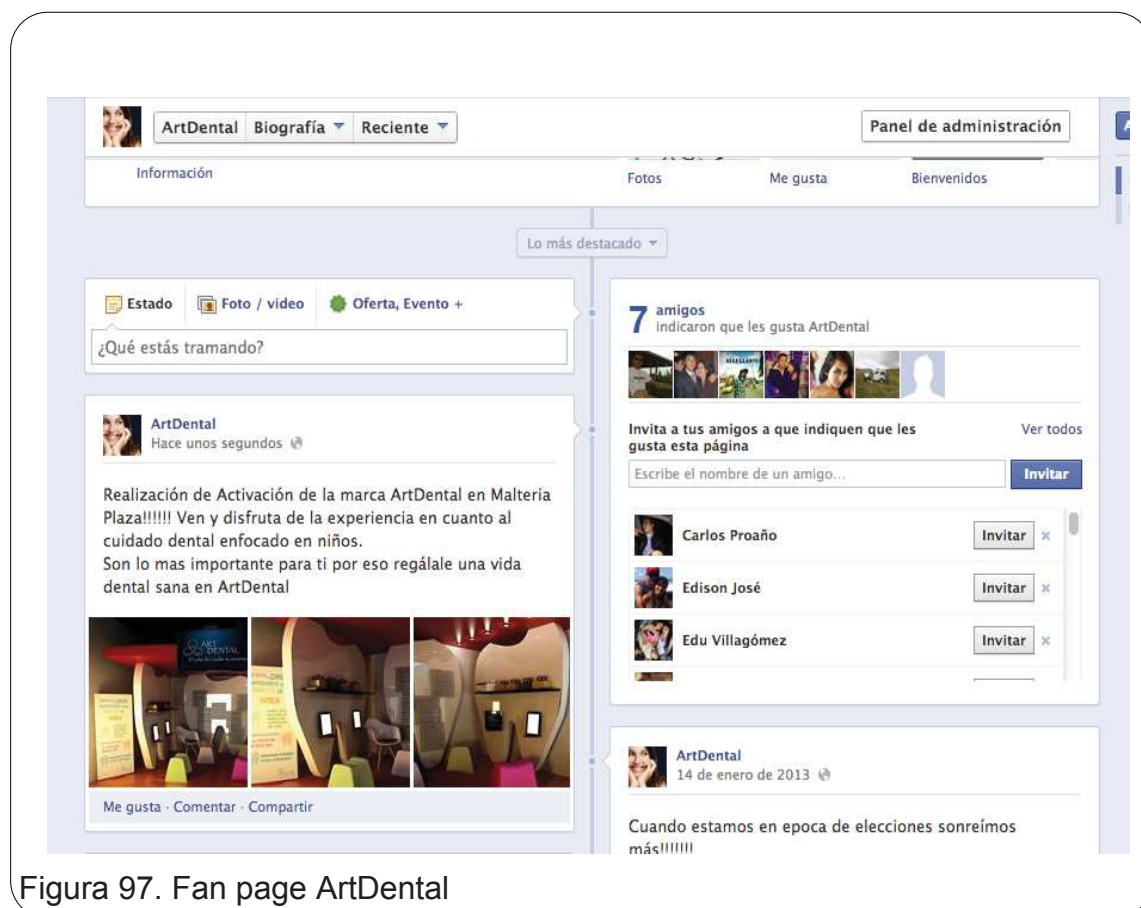 ArtDental Biografía Reciente
Panel de administración
Información
Fotos Me gusta Bienvenidos
Lo más destacado
Estado Foto / video Oferta, Evento +
¿Qué estás tramando?
ArtDental
Hace unos segundos
Realización de Activación de la marca ArtDental en Malteria
Plaza!!!!!! Ven y disfruta de la experiencia en cuanto al
cuidado dental enfocado en niños.
Son lo mas importante para ti por eso regálale una vida
dental sana en ArtDental
ART
DENTAL
Me gusta · Comentar · Compartir
7 amigos
indicaron que les gusta ArtDental
Invita a tus amigos a que indiquen que les
gusta esta página
Ver todos
Escribe el nombre de un amigo...
Invitar
Carlos Proaño Invitar
Edison José Invitar
Edu Villagómez Invitar
ArtDental
14 de enero de 2013
Cuando estamos en epoca de elecciones sonreímos
más!!!!!!!
Figura 97. Fan page ArtDental